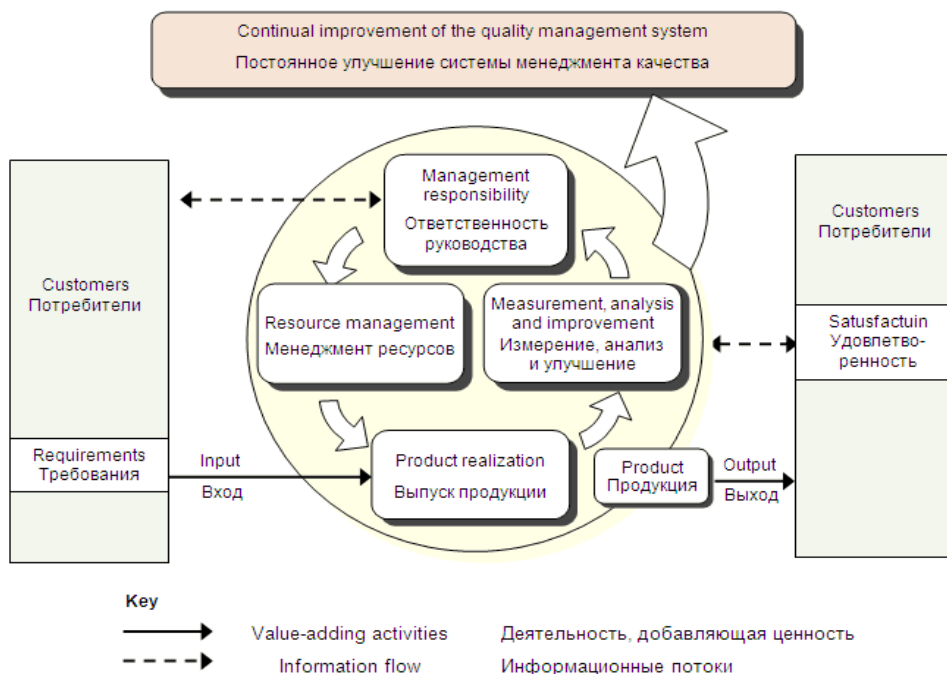 Continual improvement of the quality management system
Постоянное улучшение системы менеджмента качества
Management
responsibility
Ответственность
руководства
Customers
Потребители
Customers
Потребители
Resource management
Менеджмент ресурсов
Measurement, analysis
and improvement
Измерение, анализ
и улучшение
Satusfactuin
Удовлетво-
ренность
Requirements
Требования
Input
Вход
Product realization
Выпуск продукции
Product
Продукция
Output
Выход
Key
Value-adding activities Деятельность, добавляющая ценность
Information flow Информационные потоки